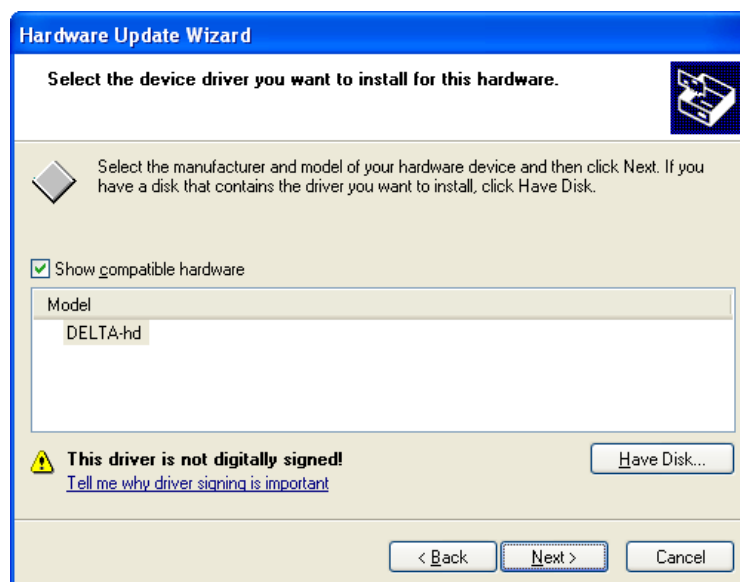 Hardware Update Wizard
Select the device driver you want to install for this hardware.
Select the manufacturer and model of your hardware device and then click Next. If you
have a disk that contains the driver you want to install, click Have Disk.
Show compatible hardware
Model
DELTA-hd
This driver is not digitally signed!
Have Disk...
Tell me why driver signing is important
< Back
Next >
Cancel